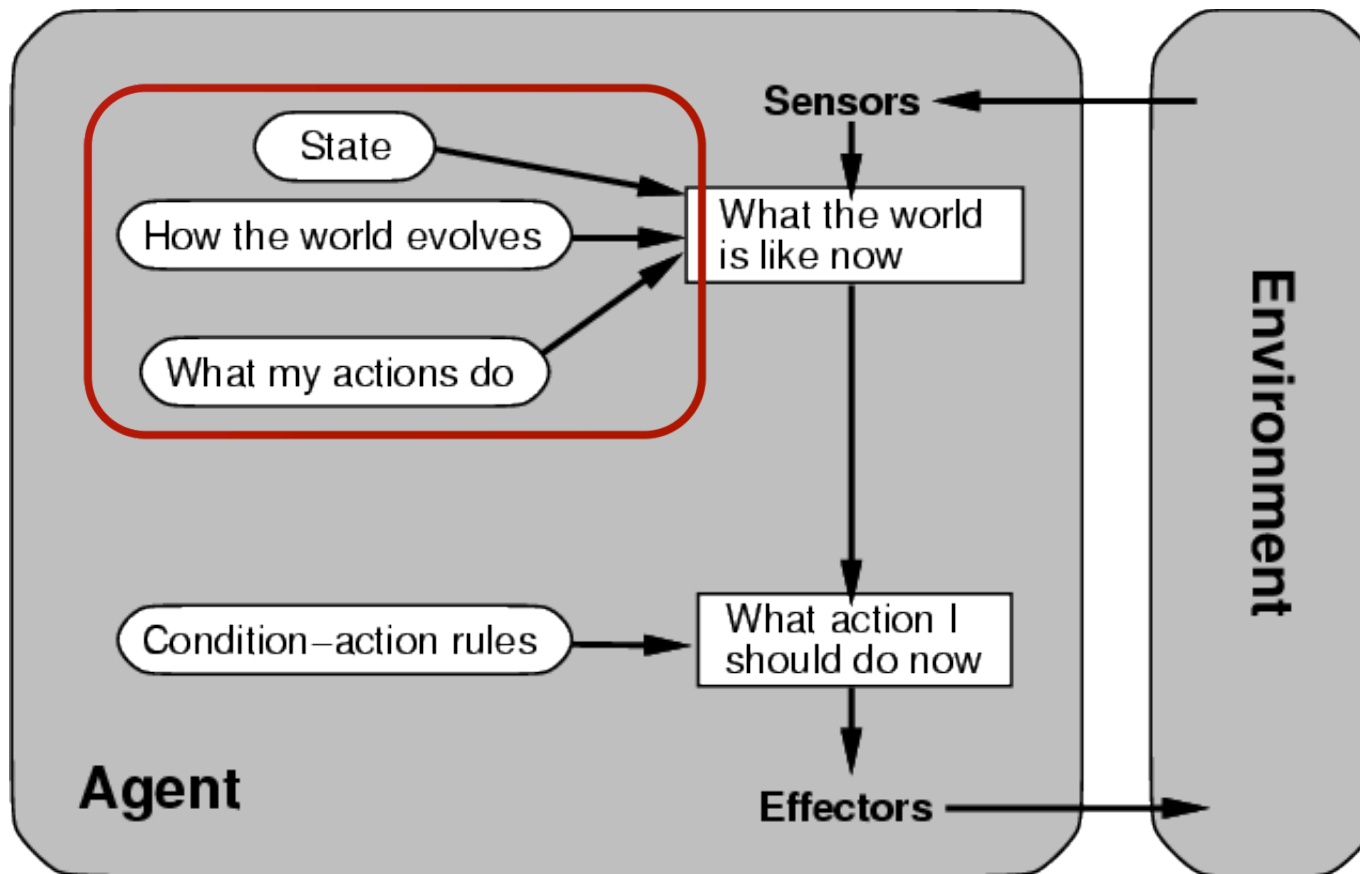 Sensors
State
What the world
is like now
How the world evolves
What my actions do
Environment
Condition−action rules
What action I
should do now
Agent
Effectors